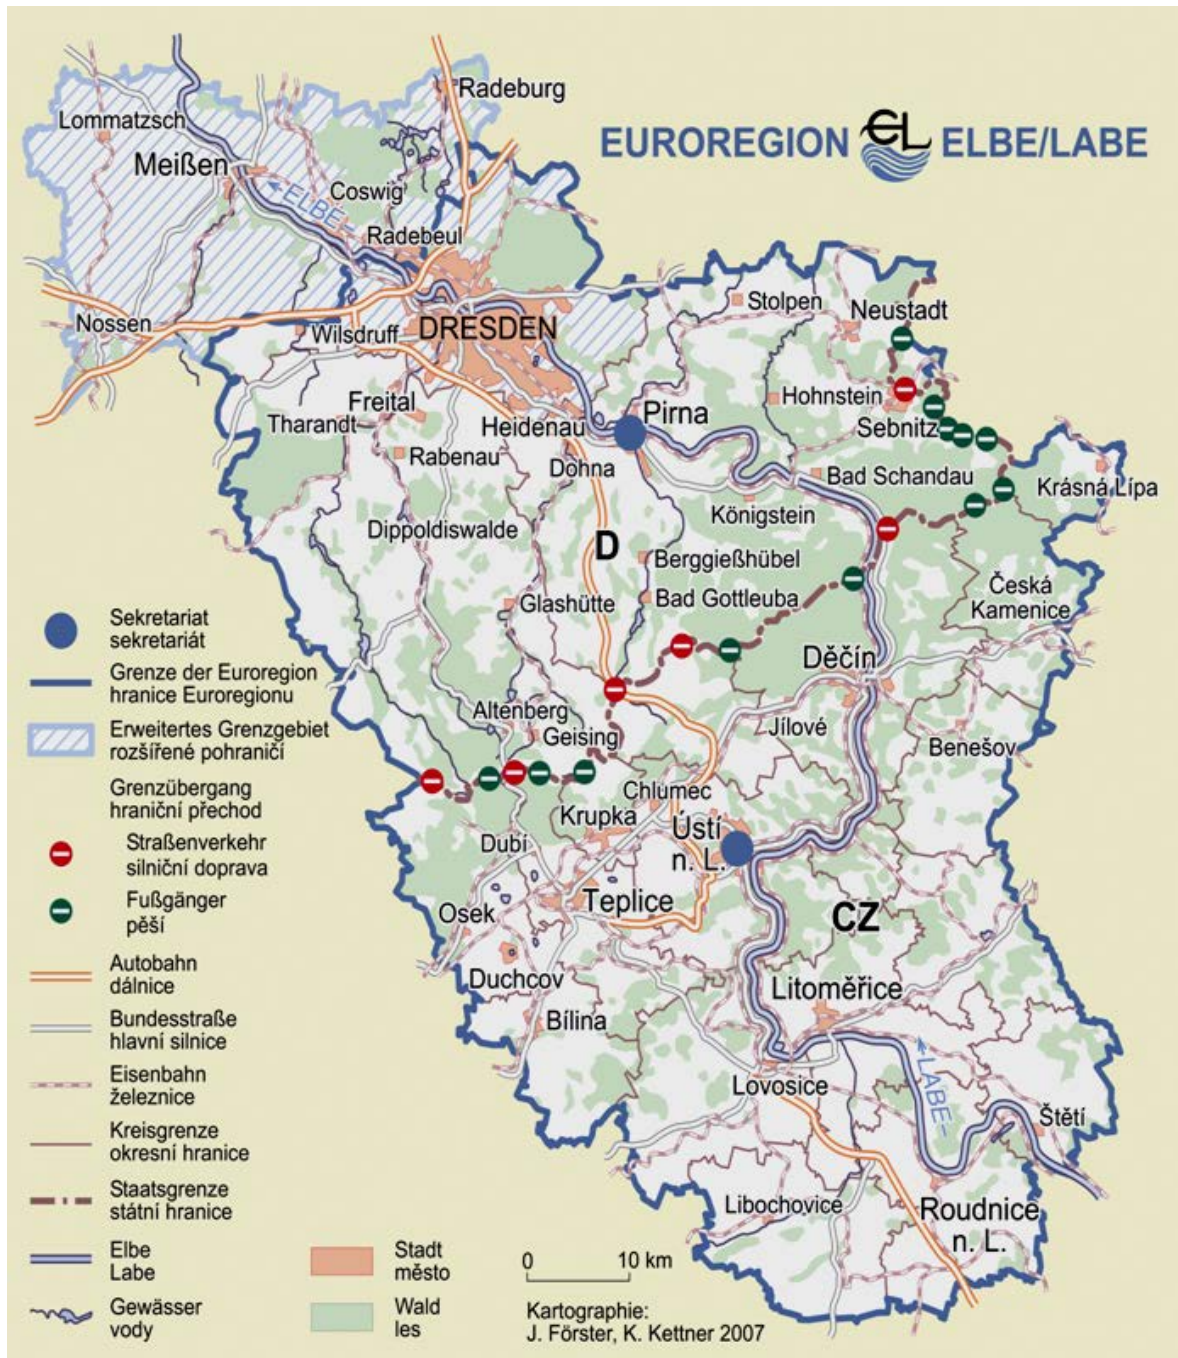 EUROREGION EL ELBE/LABE
Radeburg
Lommatzsch
Meißen
Coswig
ELBE
Radebeul
Stolpen
Neustadt
Nossen
Wilsdruff
DRESDEN
Hohnstein
Freital
Pirna
Tharandt
Heidenau
Sebnitz
Rabenau
Dohna
Bad Schandau
Krásná Lípa
Königstein
Dippoldiswalde
D
Berggießhübel
Česká
Kamenice
Glashütte
Bad Gottleuba
Děčín
Altenberg
Geising
Jílové
Benešov
Chlumec
Krupka
Ústí
n. L.
Dubí
Teplice
Osek
CZ
Duchcov
Litoměřice
Bílina
Lovosice
LABE
Štětí
Libochovice
Roudnice
n. L.
Sekretariat
sekretariát
Grenze der Euroregion
hranice Euroregionu
Erweitertes Grenzgebiet
rozšířené pohraničí
Grenzübergang
hraniční přechod
Straßenverkehr
silniční doprava
Fußgänger
pěší
Autobahn
dálnice
Bundesstraße
hlavní silnice
Eisenbahn
železnice
Kreisgrenze
okresní hranice
Staatsgrenze
státní hranice
Elbe
Labe
Gewässer
vody
Stadt
město
Wald
les
0 10 km
Kartographie:
J. Förster, K. Kettner 2007